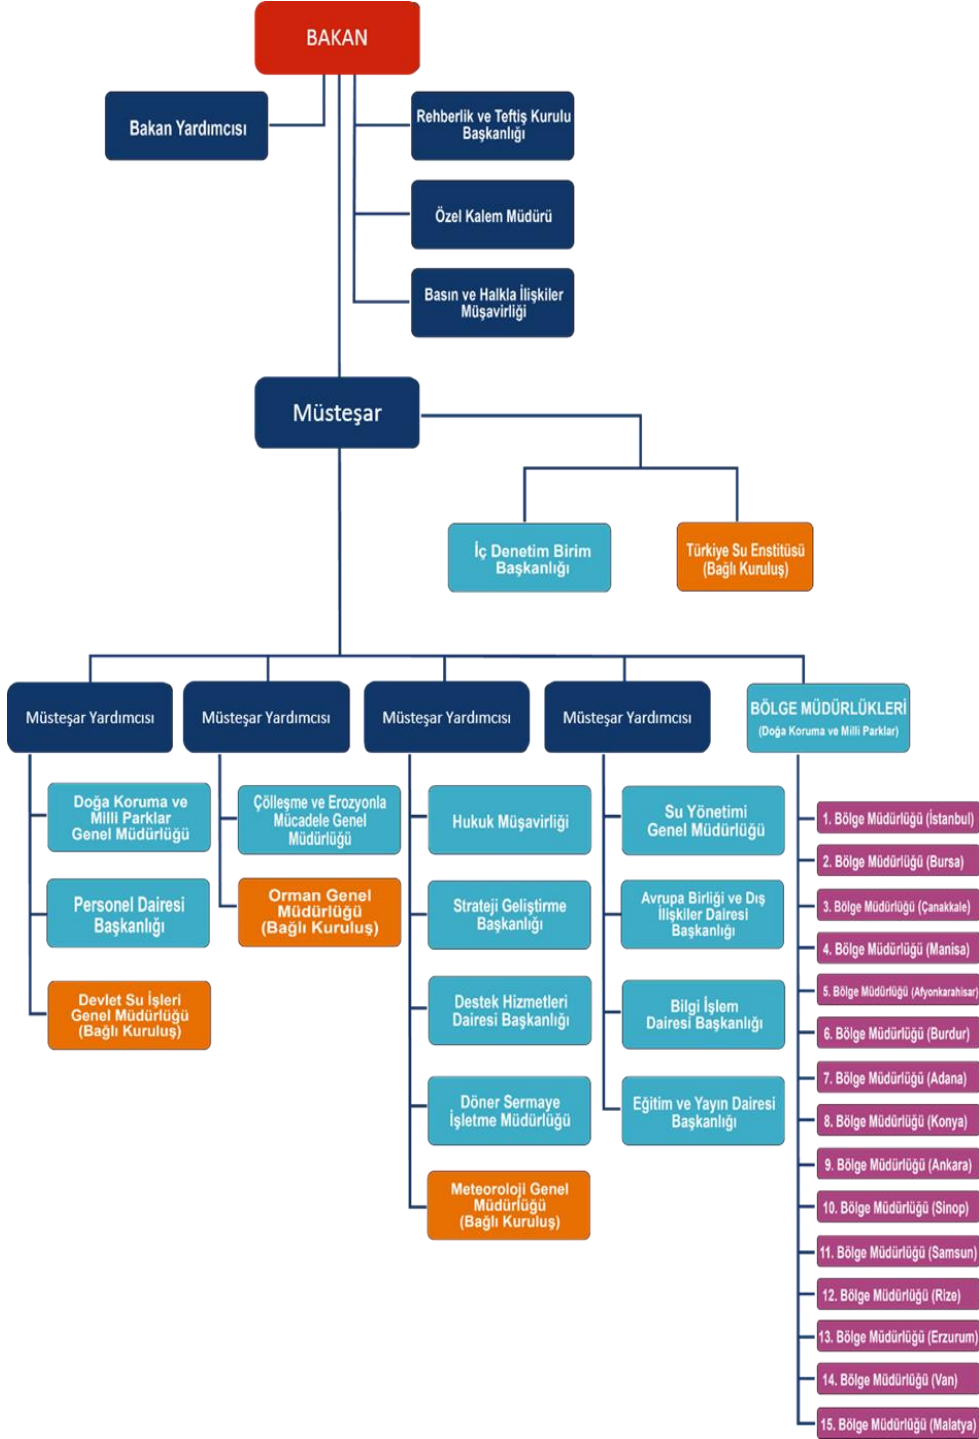 BAKAN
Bakan Yardımcısı
Rehberlik ve Teftiş Kurulu
Başkanlığı
Özel Kalem Müdürü
Basın ve Halkla İlişkiler
Müşavirliği
Müsteşar
İç Denetim Birim
Başkanlığı
Türkiye Su Enstitüsü
(Bağlı Kuruluş)
Müsteşar Yardımcısı
Doğa Koruma ve
Milli Parklar
Genel Müdürlüğü
Personel Dairesi
Başkanlığı
Devlet Su İşleri
Genel Müdürlüğü
(Bağlı Kuruluş)
Müsteşar Yardımcısı
Çölleşme ve Erozyonla
Mücadele Genel
Müdürlüğü
Orman Genel
Müdürlüğü
(Bağlı Kuruluş)
Müsteşar Yardımcısı
Hukuk Müşavirliği
Strateji Geliştirme
Başkanlığı
Destek Hizmetleri
Dairesi Başkanlığı
Döner Sermaye
İşletme Müdürlüğü
Meteoroloji Genel
Müdürlüğü
(Bağlı Kuruluş)
Müsteşar Yardımcısı
Su Yönetimi
Genel Müdürlüğü
Avrupa Birliği ve Dış
İlişkiler Dairesi
Başkanlığı
Bilgi İşlem
Dairesi Başkanlığı
Eğitim ve Yayın Dairesi
Başkanlığı
BÖLGE MÜDÜRLÜKLERİ
(Doğa Koruma ve Milli Parklar)
1. Bölge Müdürlüğü (İstanbul)
2. Bölge Müdürlüğü (Bursa)
3. Bölge Müdürlüğü (Çanakkale)
4. Bölge Müdürlüğü (Manisa)
5. Bölge Müdürlüğü (Afyonkarahisar)
6. Bölge Müdürlüğü (Burdur)
7. Bölge Müdürlüğü (Adana)
8. Bölge Müdürlüğü (Konya)
9. Bölge Müdürlüğü (Ankara)
10. Bölge Müdürlüğü (Sinop)
11. Bölge Müdürlüğü (Samsun)
12. Bölge Müdürlüğü (Rize)
13. Bölge Müdürlüğü (Erzurum)
14. Bölge Müdürlüğü (Van)
15. Bölge Müdürlüğü (Malatya)